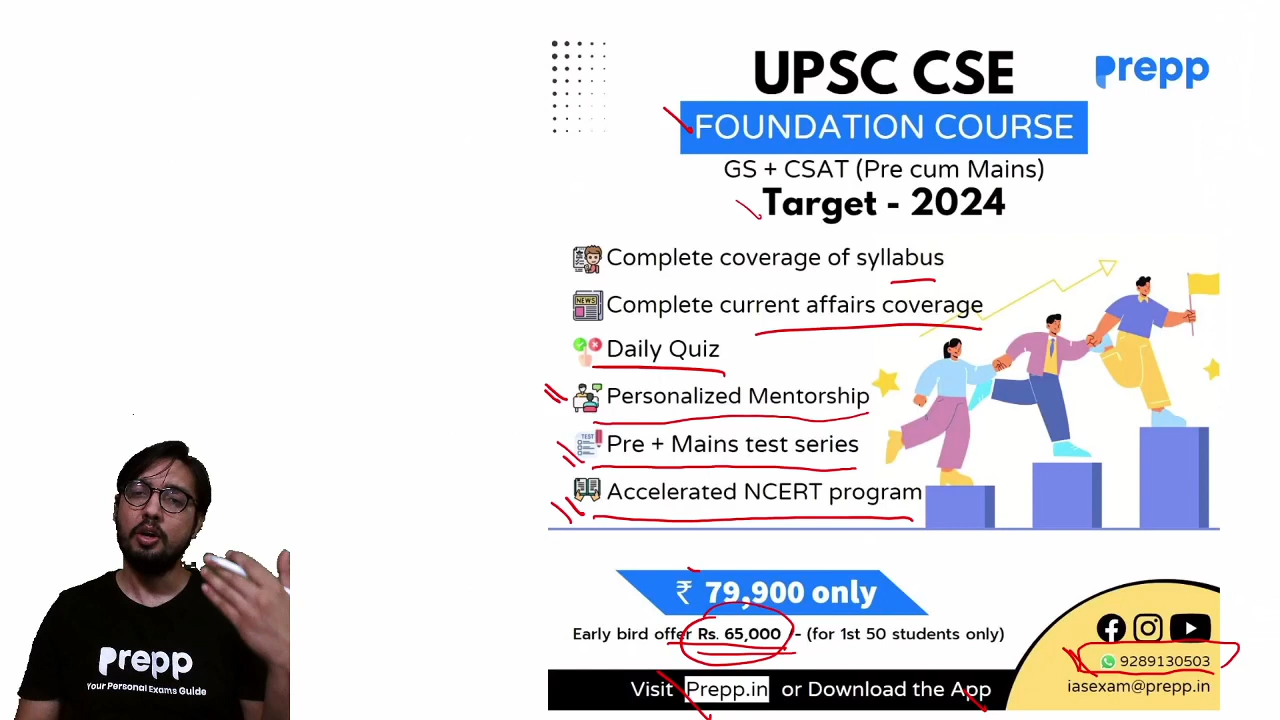 UPSC CSE
prepp
FOUNDATION COURSE
GS + CSAT (Pre cum Mains)
Target - 2024
Complete coverage of syllabus
NEWS
Complete current affairs coverage
Daily Quiz
Personalized Mentorship
TEST
Pre + Mains test series
Accelerated NCERT program
₹ 79,900 only
Early bird offer Rs. 65,000 /- (for 1st 50 students only)
9289130503
iasexam@prepp.in
Visit Prepp.in or Download the App
prepp
Your Personal Exams Guide